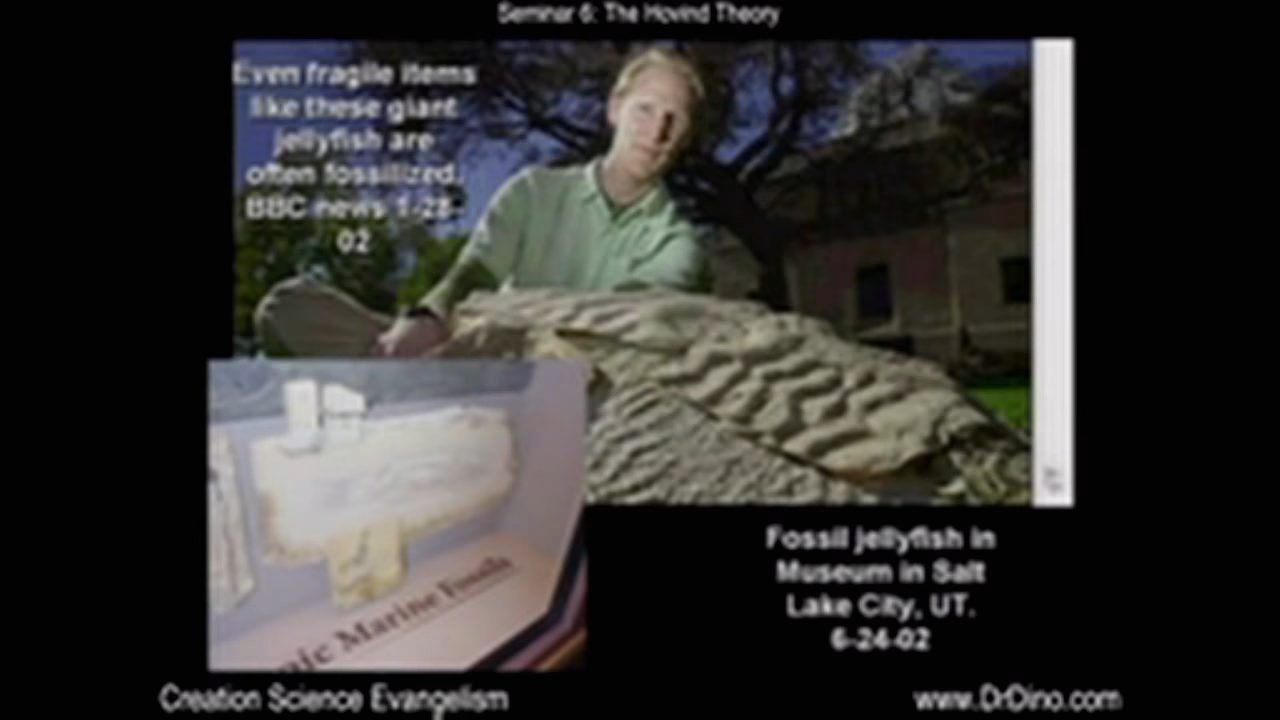 Seminar 6: The Hovind Theory
Even fragile items
like these giant
jellyfish are
often fossilized.
BBC news 1-28-
02
Fossil jellyfish in
Museum in Salt
Lake City, UT.
6-24-02
Marine Fossils
Creation Science Evangelism
www.DrDino.com